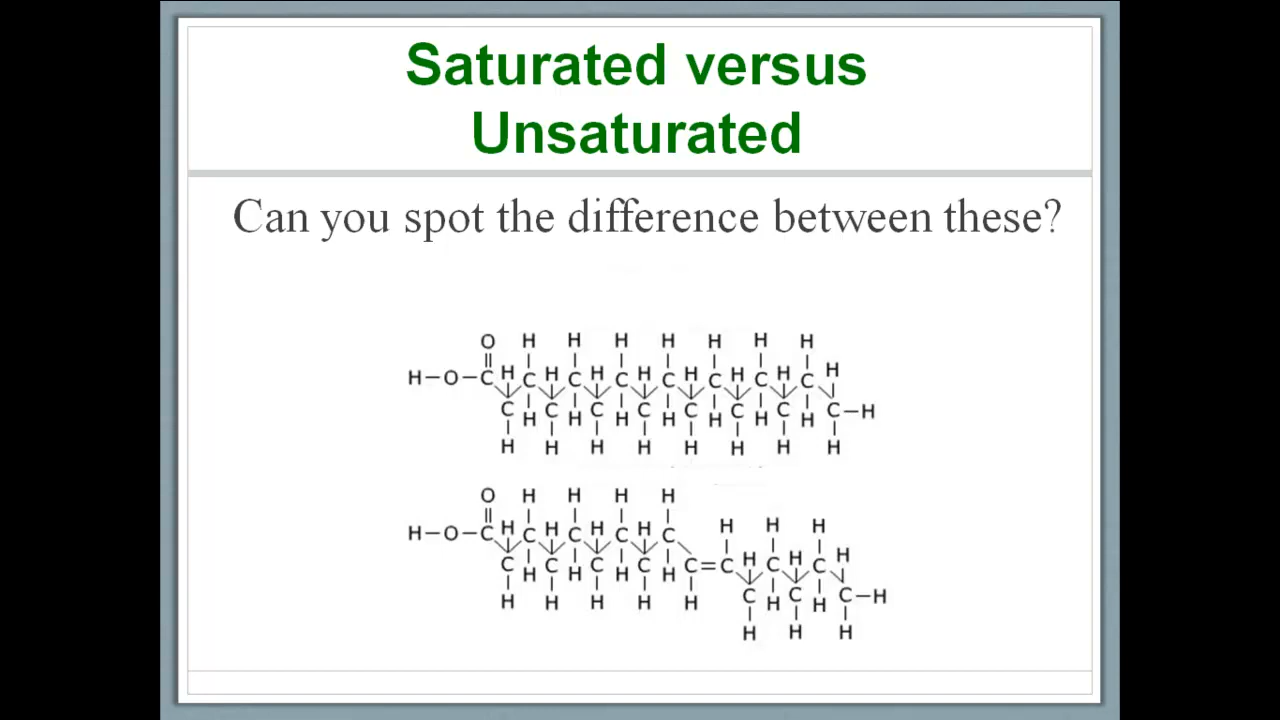 Saturated versus
Unsaturated
Can you spot the difference between these?
O H H H H H H H
H-O-C H C H C H C H C H C H C H C H
C H C H C H C H C H C H C H C-H
H H H H H H H H
O H H H H
H-O-C H C H C H C H C H H H
C H C H C H C H C=C H C H C H
H H H H H C H C H C-H
H H H